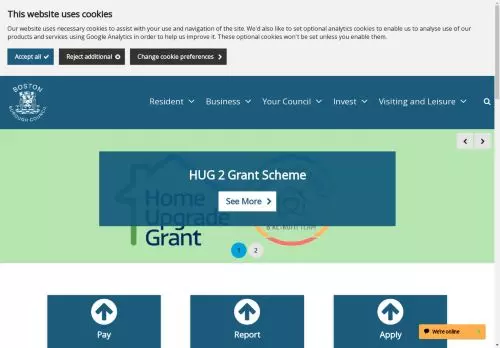 This website uses cookies
Our website uses necessary cookies to assist with your use and navigation of the site. We'd also like to set optional analytics cookies to enable us to analyse use of our
products and services using Google Analytics in order to help us improve it. These optional cookies won't be set unless you enable them.
Accept all
Reject additional
Change cookie preferences
BOSTON
BOROUGH COUNCIL
Resident
Business
Your Council
Invest
Visiting and Leisure
HUG 2 Grant Scheme
See More
Home
Upgrade
Grant
& RETROFIT TEAM
1
2
Pay
Report
Apply
We're online